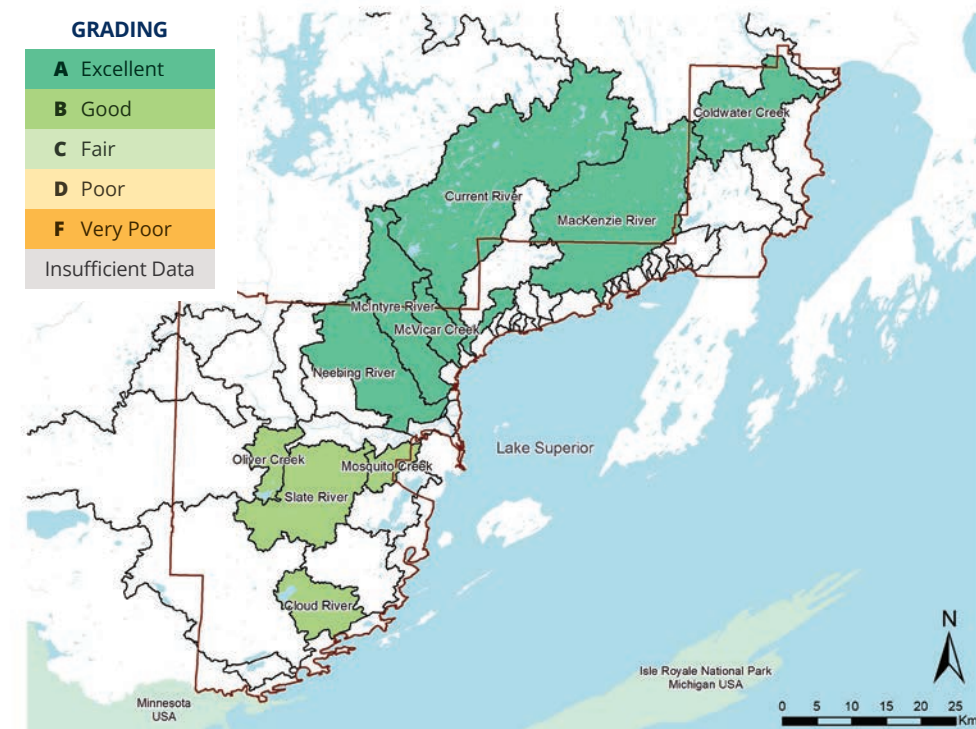 GRADING
A Excellent
B Good
C Fair
D Poor
F Very Poor
Insufficient Data
Coldwater Creek
Current River
MacKenzie River
McIntyre River
McVicar Creek
Neebing River
Lake Superior
Oliver Creek
Mosquito Creek
Slate River
Cloud River
Isle Royale National Park
Michigan USA
Minnesota
USA
N
0 5 10 15 20 25
Km